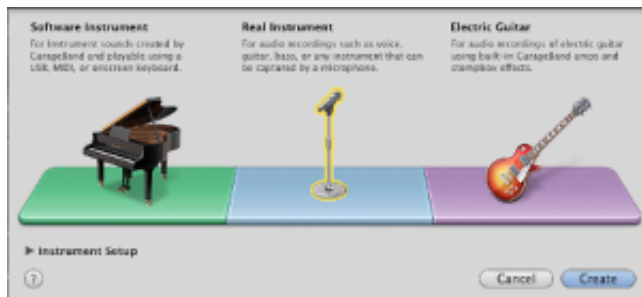 Software Instrument
For Instrument sounds created by
GarageBand and playable using a
USB, MIDI, or onscreen keyboard.
Real Instrument
For audio recordings such as voice,
guitar, bass, or any instrument that can
be captured by a microphone.
Electric Guitar
For audio recordings of electric guitar
using built-in GarageBand amps and
stompbox effects.
Instrument Setup
?
Cancel
Create